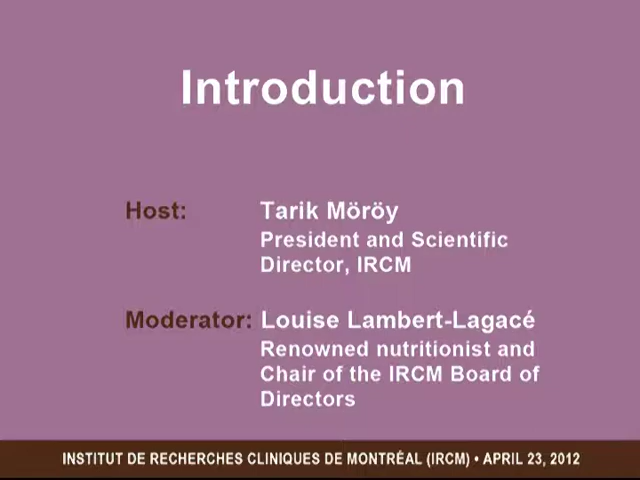 Introduction
Host: Tarik Möröy
President and Scientific
Director, IRCM
Moderator: Louise Lambert-Lagacé
Renowned nutritionist and
Chair of the IRCM Board of
Directors
INSTITUT DE RECHERCHES CLINIQUES DE MONTRÉAL (IRCM) • APRIL 23, 2012